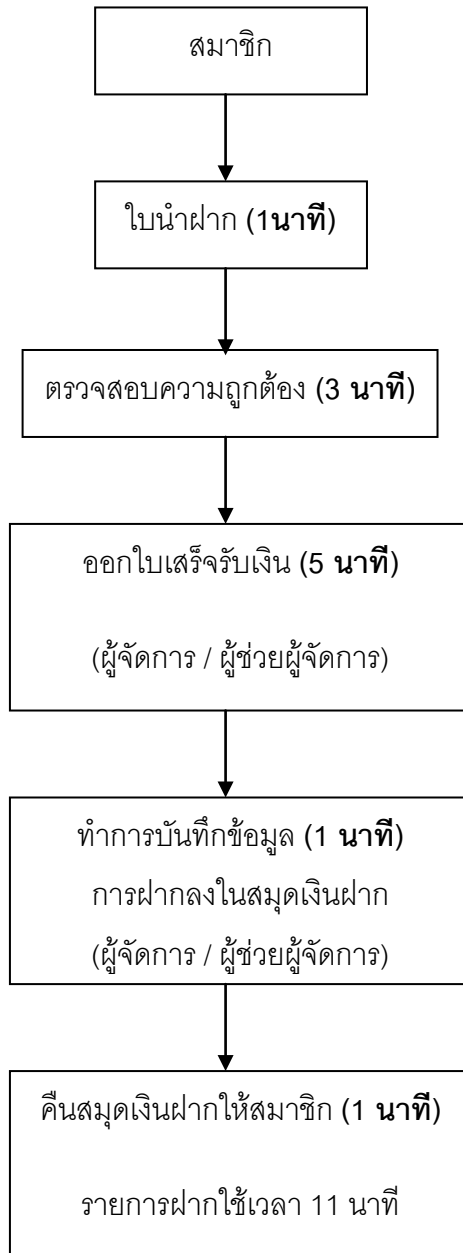 สมาชิก
ใบนำฝาก (1นาที)
ตรวจสอบความถูกต้อง (3 นาที)
ออกใบเสร็จรับเงิน (5 นาที)
(ผู้จัดการ / ผู้ช่วยผู้จัดการ)
ทำการบันทึกข้อมูล (1 นาที)
การฝากลงในสมุดเงินฝาก
(ผู้จัดการ / ผู้ช่วยผู้จัดการ)
คืนสมุดเงินฝากให้สมาชิก (1 นาที)
รายการฝากใช้เวลา 11 นาที